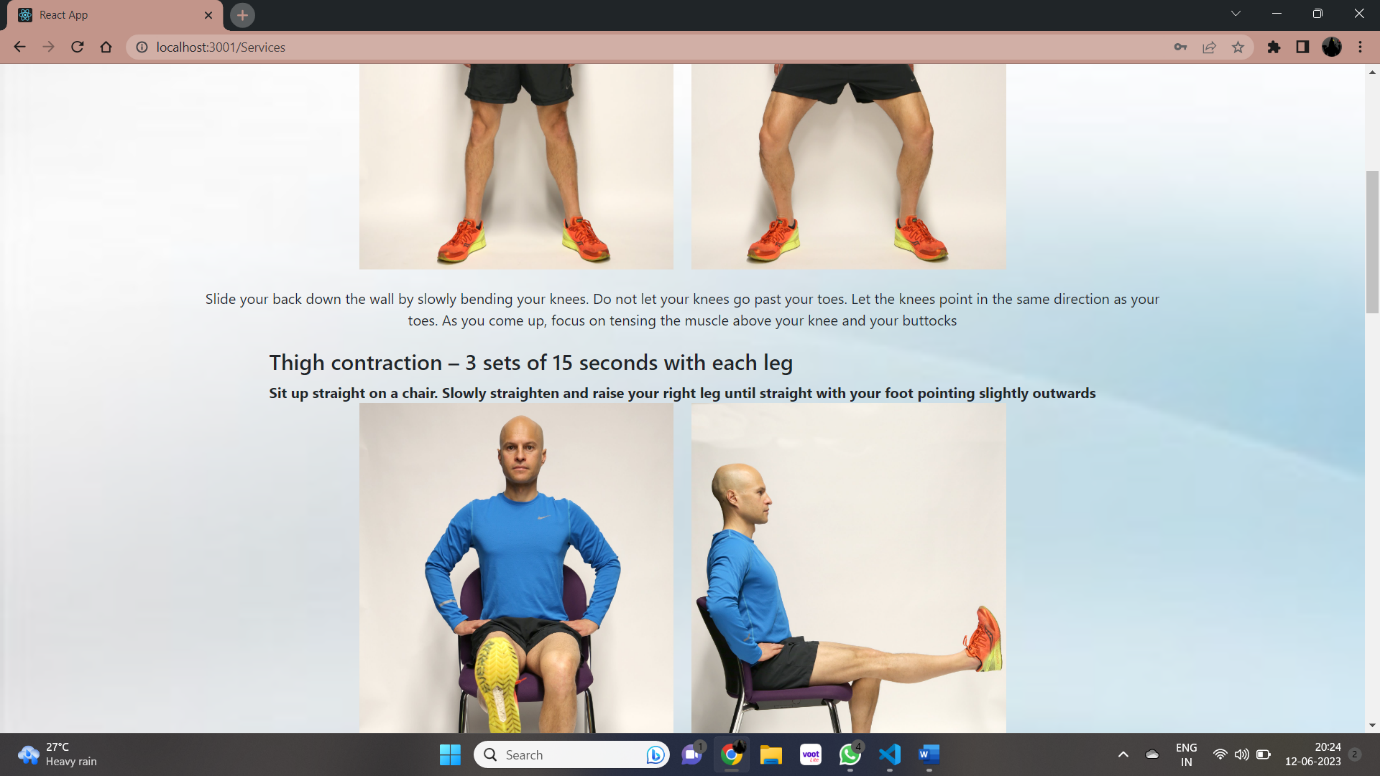 React App
localhost:3001/Services
Slide your back down the wall by slowly bending your knees. Do not let your knees go past your toes. Let the knees point in the same direction as your
toes. As you come up, focus on tensing the muscle above your knee and your buttocks
Thigh contraction – 3 sets of 15 seconds with each leg
Sit up straight on a chair. Slowly straighten and raise your right leg until straight with your foot pointing slightly outwards
27°C
Heavy rain
Search
1
voot
4
ENG
IN
20:24
12-06-2023
2